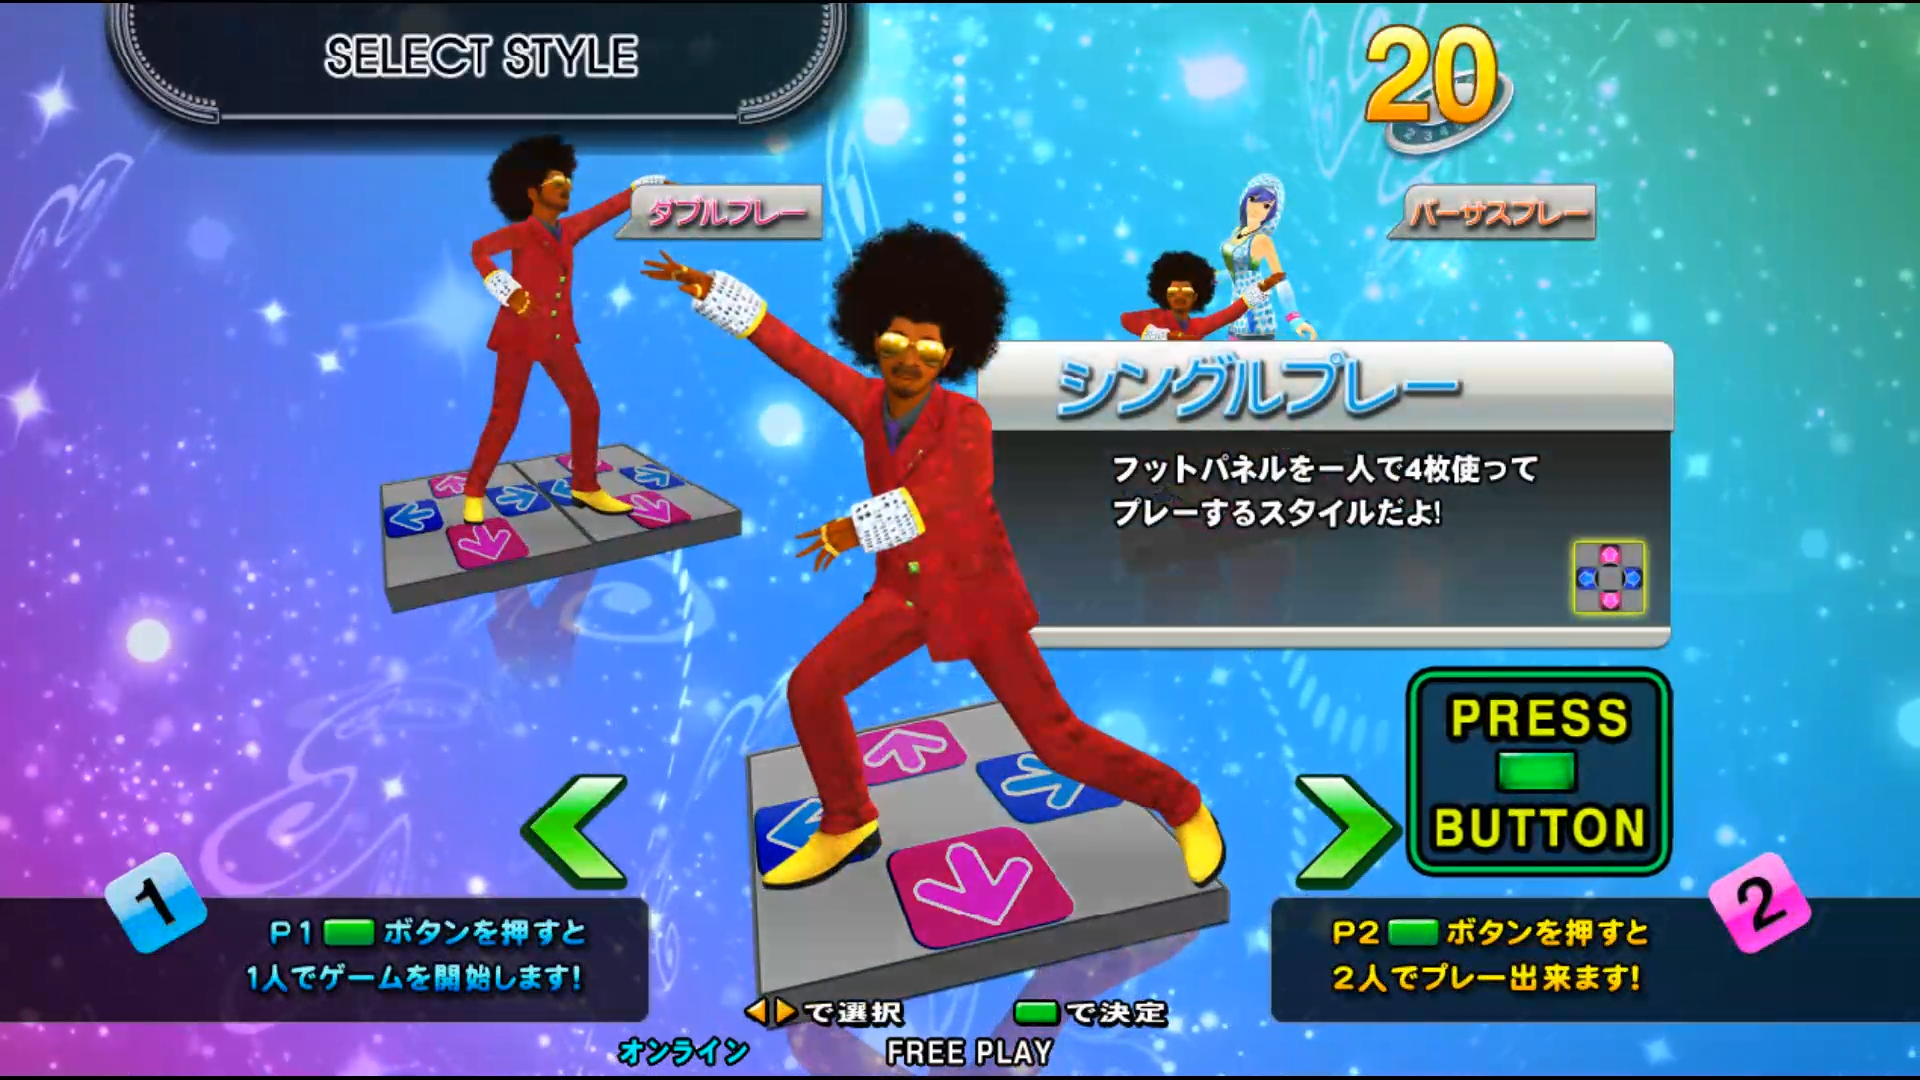 SELECT STYLE
20
ダブルプレー
バーサスプレー
シングルプレー
フットパネルを一人で4枚使って
プレーするスタイルだよ!
PRESS
BUTTON
1
P1 ボタンを押すと
1人でゲームを開始します!
P2 ボタンを押すと
2人でプレー出来ます!
2
で選択
で決定
オンライン
FREE PLAY